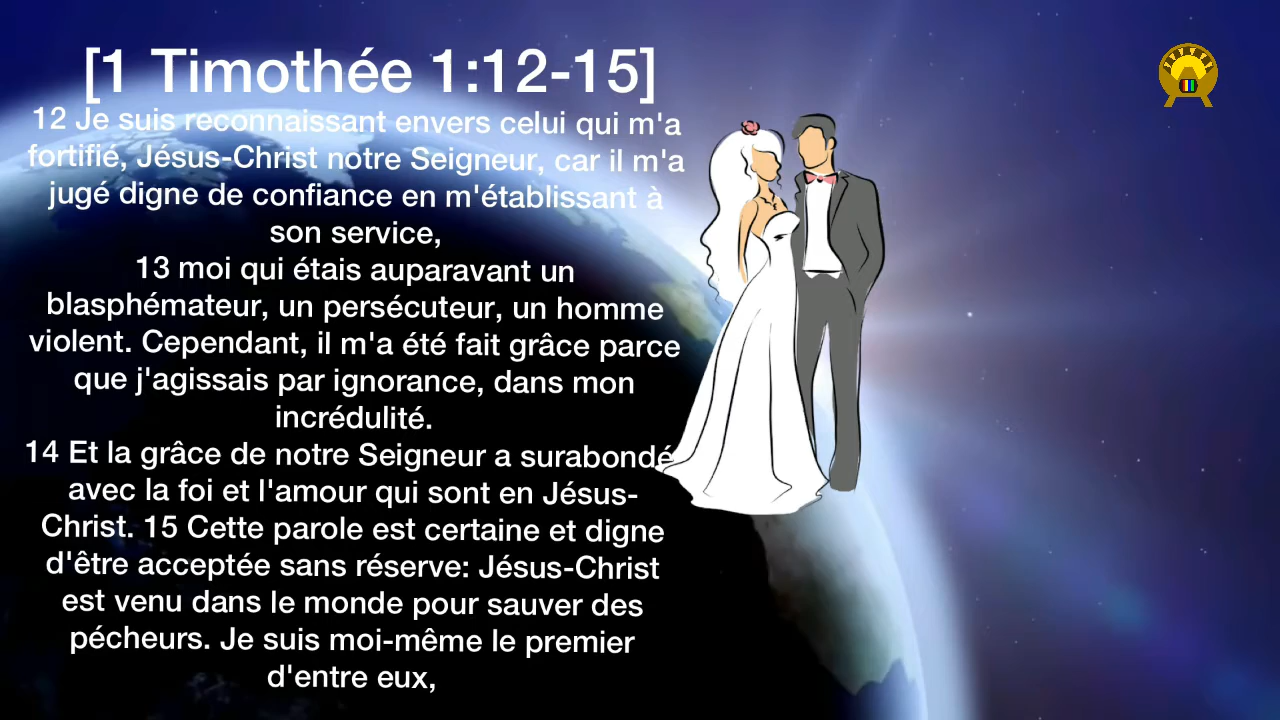 [1 Timothée 1:12-15]
12 Je suis reconnaissant envers celui qui m'a
fortifié, Jésus-Christ notre Seigneur, car il m'a
jugé digne de confiance en m'établissant à
son service,
13 moi qui étais auparavant un
blasphémateur, un persécuteur, un homme
violent. Cependant, il m'a été fait grâce parce
que j'agissais par ignorance, dans mon
incrédulité.
14 Et la grâce de notre Seigneur a surabondé
avec la foi et l'amour qui sont en Jésus-
Christ. 15 Cette parole est certaine et digne
d'être acceptée sans réserve: Jésus-Christ
est venu dans le monde pour sauver des
pécheurs. Je suis moi-même le premier
d'entre eux,